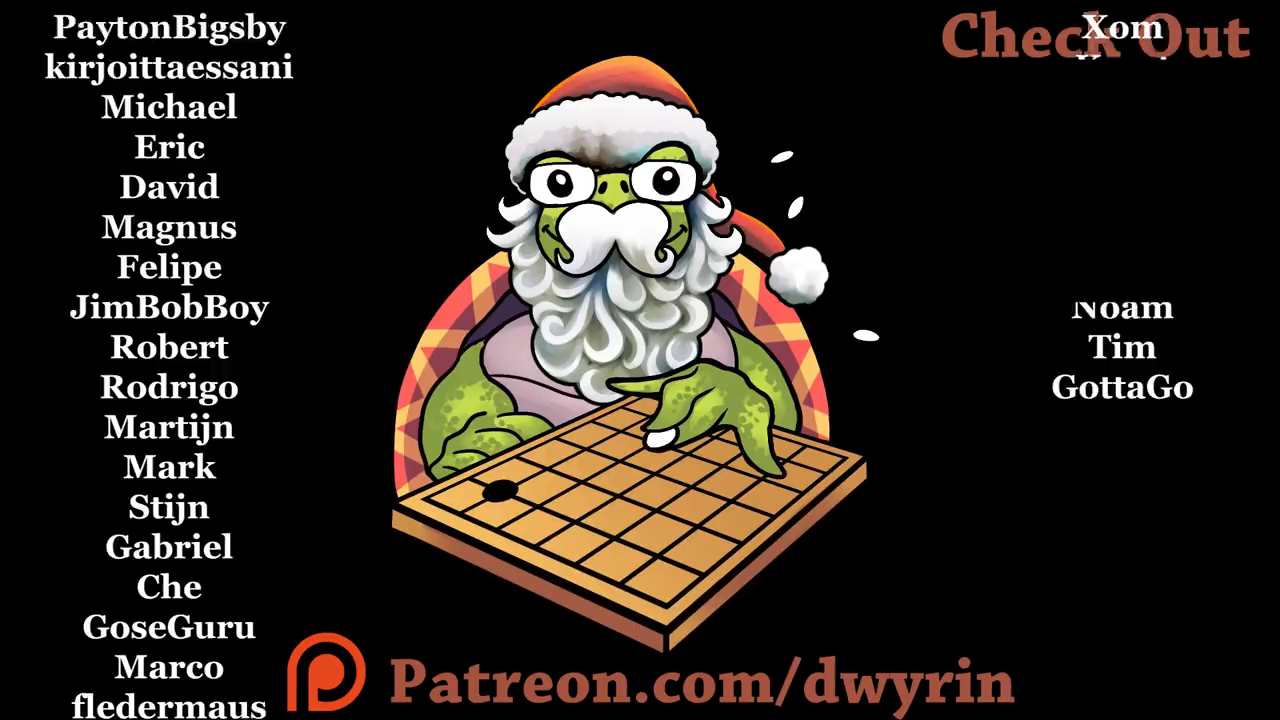 PaytonBigsby
kirjoittaessani
Michael
Eric
David
Magnus
Felipe
JimBobBoy
Robert
Rodrigo
Martijn
Mark
Stijn
Gabriel
Che
GoseGuru
Marco
fledermaus
Check Out
Xom
Noam
Tim
GottaGo
Patreon.com/dwyrin